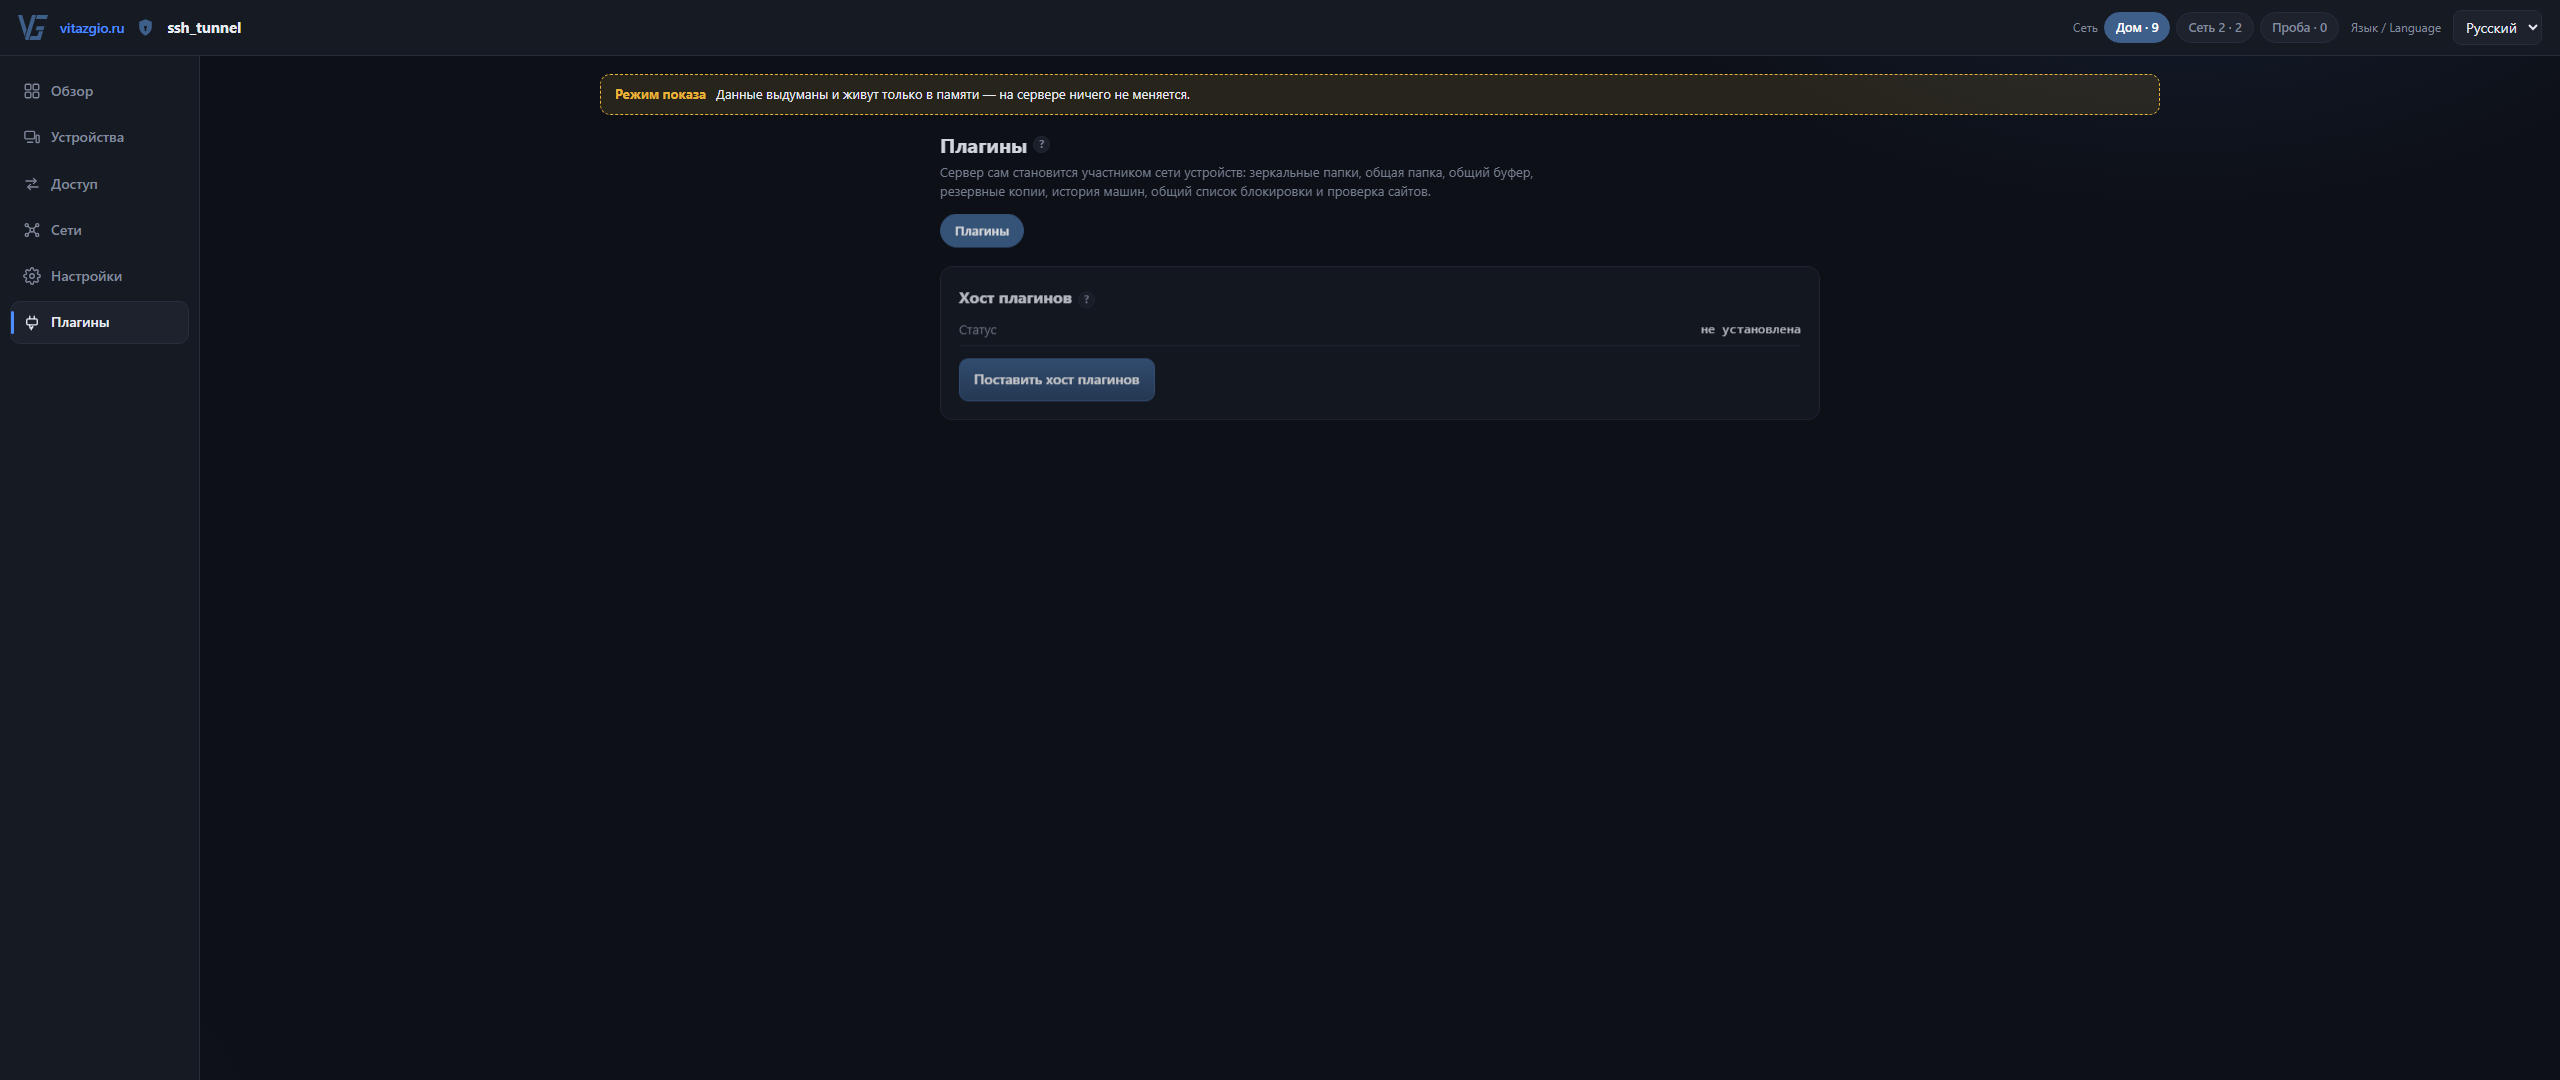 vitazgio.ru ssh_tunnel
Сеть Дом · 9 Сеть 2 · 2 Проба · 0 Язык / Language Русский
Обзор
Устройства
Доступ
Сети
Настройки
Плагины
Режим показа Данные выдуманы и живут только в памяти — на сервере ничего не меняется.
Плагины ?
Сервер сам становится участником сети устройств: зеркальные папки, общая папка, общий буфер,
резервные копии, история машин, общий список блокировки и проверка сайтов.
Плагины
Хост плагинов ?
Статус не установлена
Поставить хост плагинов